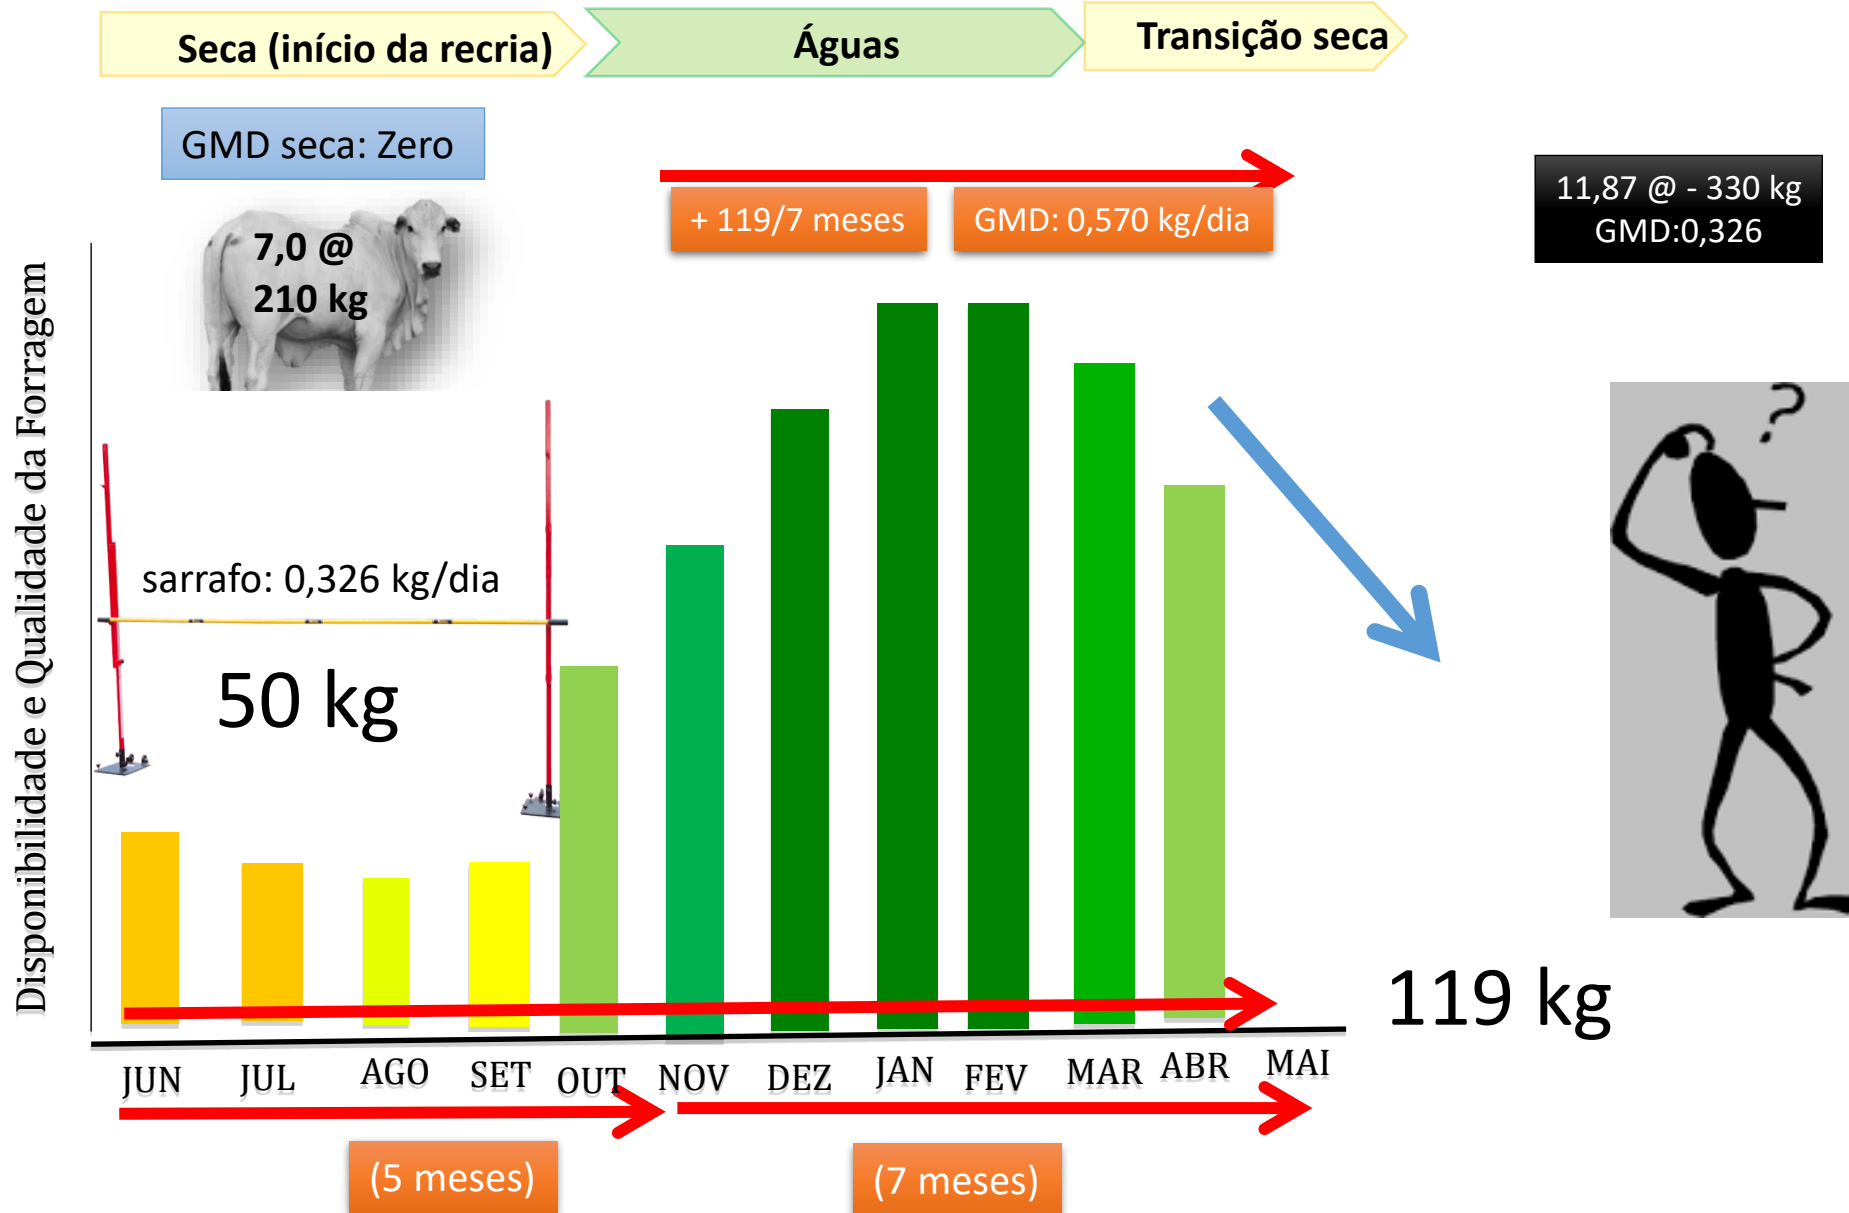 Seca (início da recria)
Águas
Transição seca
GMD seca: Zero
+ 119/7 meses
GMD: 0,570 kg/dia
11,87 @ - 330 kg
GMD:0,326
7,0 @
210 kg
Disponibilidade e Qualidade da Forragem
?
sarrafo: 0,326 kg/dia
50 kg
119 kg
JUN
JUL
AGO
SET
OUT
NOV
DEZ
JAN
FEV
MAR
ABR
MAI
(5 meses)
(7 meses)